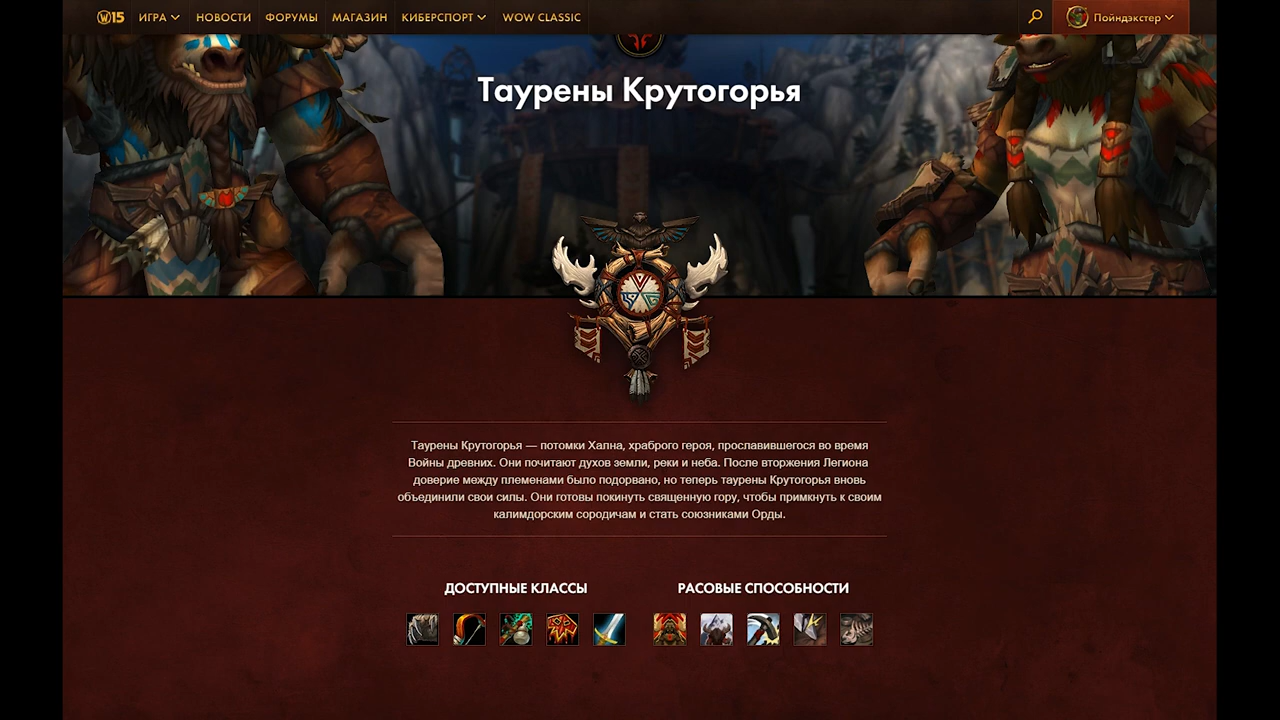 W15 ИГРА НОВОСТИ ФОРУМЫ МАГАЗИН КИБЕРСПОРТ WOW CLASSIC Пойндэкстер
Таурены Крутогорья
Таурены Крутогорья — потомки Хална, храброго героя, прославившегося во время
Войны древних. Они почитают духов земли, реки и неба. После вторжения Легиона
доверие между племенами было подорвано, но теперь таурены Крутогорья вновь
объединили свои силы. Они готовы покинуть священную гору, чтобы примкнуть к своим
калимдорским сородичам и стать союзниками Орды.
ДОСТУПНЫЕ КЛАССЫ РАСОВЫЕ СПОСОБНОСТИ